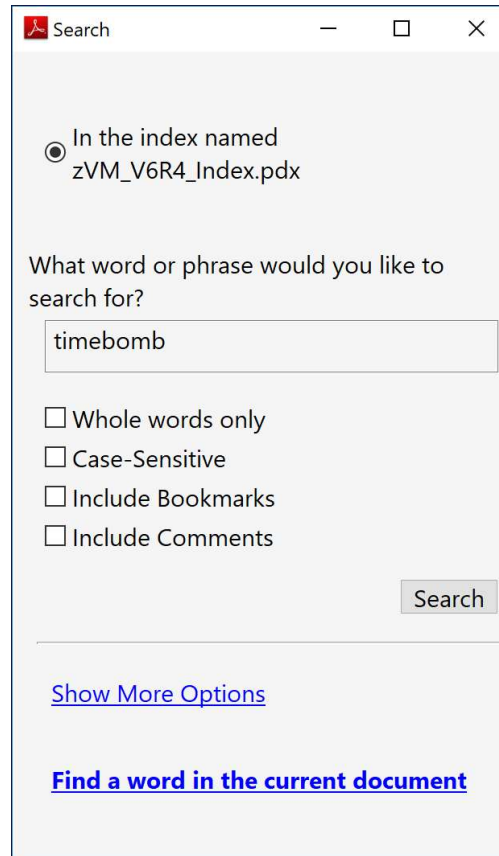 Search
In the index named
zVM_V6R4_Index.pdx
What word or phrase would you like to
search for?
timebomb
Whole words only
Case-Sensitive
Include Bookmarks
Include Comments
Search
Show More Options
Find a word in the current document